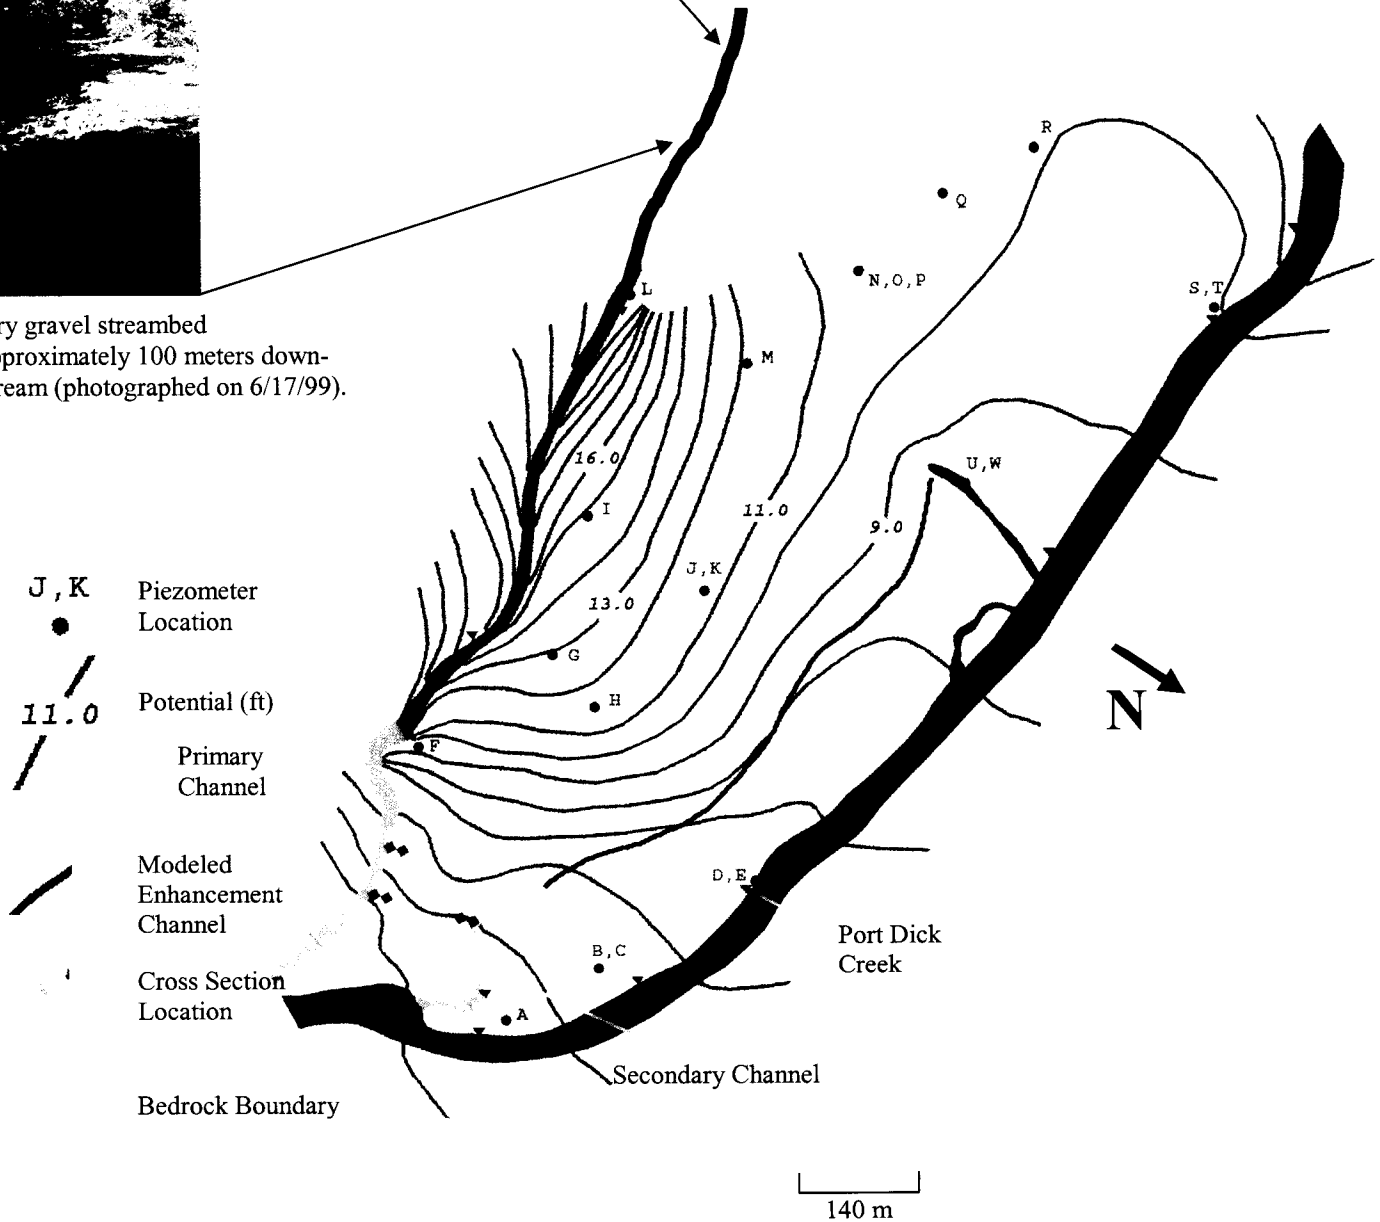 R
Q
N,O,P
L
S,T
ry gravel streambed
pproximately 100 meters down-
ream (photographed on 6/17/99).
M
16.0
U,W
I
11.0
9.0
J,K
J,K
Piezometer
Location
13.0
G
H
11.0
Potential (ft)
N
F
Primary
Channel
Modeled
Enhancement
Channel
D,E
Port Dick
Creek
B,C
Cross Section
Location
A
Secondary Channel
Bedrock Boundary
140 m